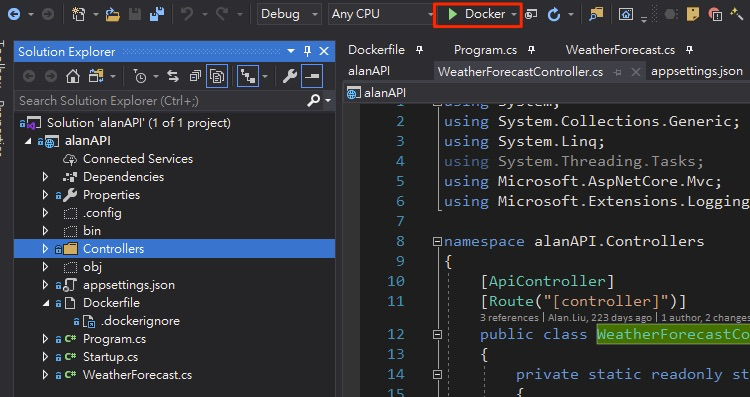 Debug
Any CPU
Docker
Solution Explorer
Search Solution Explorer (Ctrl+;)
Solution 'alanAPI' (1 of 1 project)
alanAPI
Connected Services
Dependencies
Properties
.config
bin
Controllers
obj
appsettings.json
Dockerfile
.dockerignore
Program.cs
Startup.cs
WeatherForecast.cs
Dockerfile
Program.cs
WeatherForecast.cs
alanAPI
WeatherForecastController.cs
appsettings.json
alanAPI
1 using System;
2 using System.Collections.Generic;
3 using System.Linq;
4 using System.Threading.Tasks;
5 using Microsoft.AspNetCore.Mvc;
6 using Microsoft.Extensions.Logging
7
8 namespace alanAPI.Controllers
9 {
10 [ApiController]
11 [Route("[controller]")]
3 references | Alan.Liu, 223 days ago | 1 author, 2 changes
12 public class WeatherForecastCo
13 {
14 private static readonly st
15 {